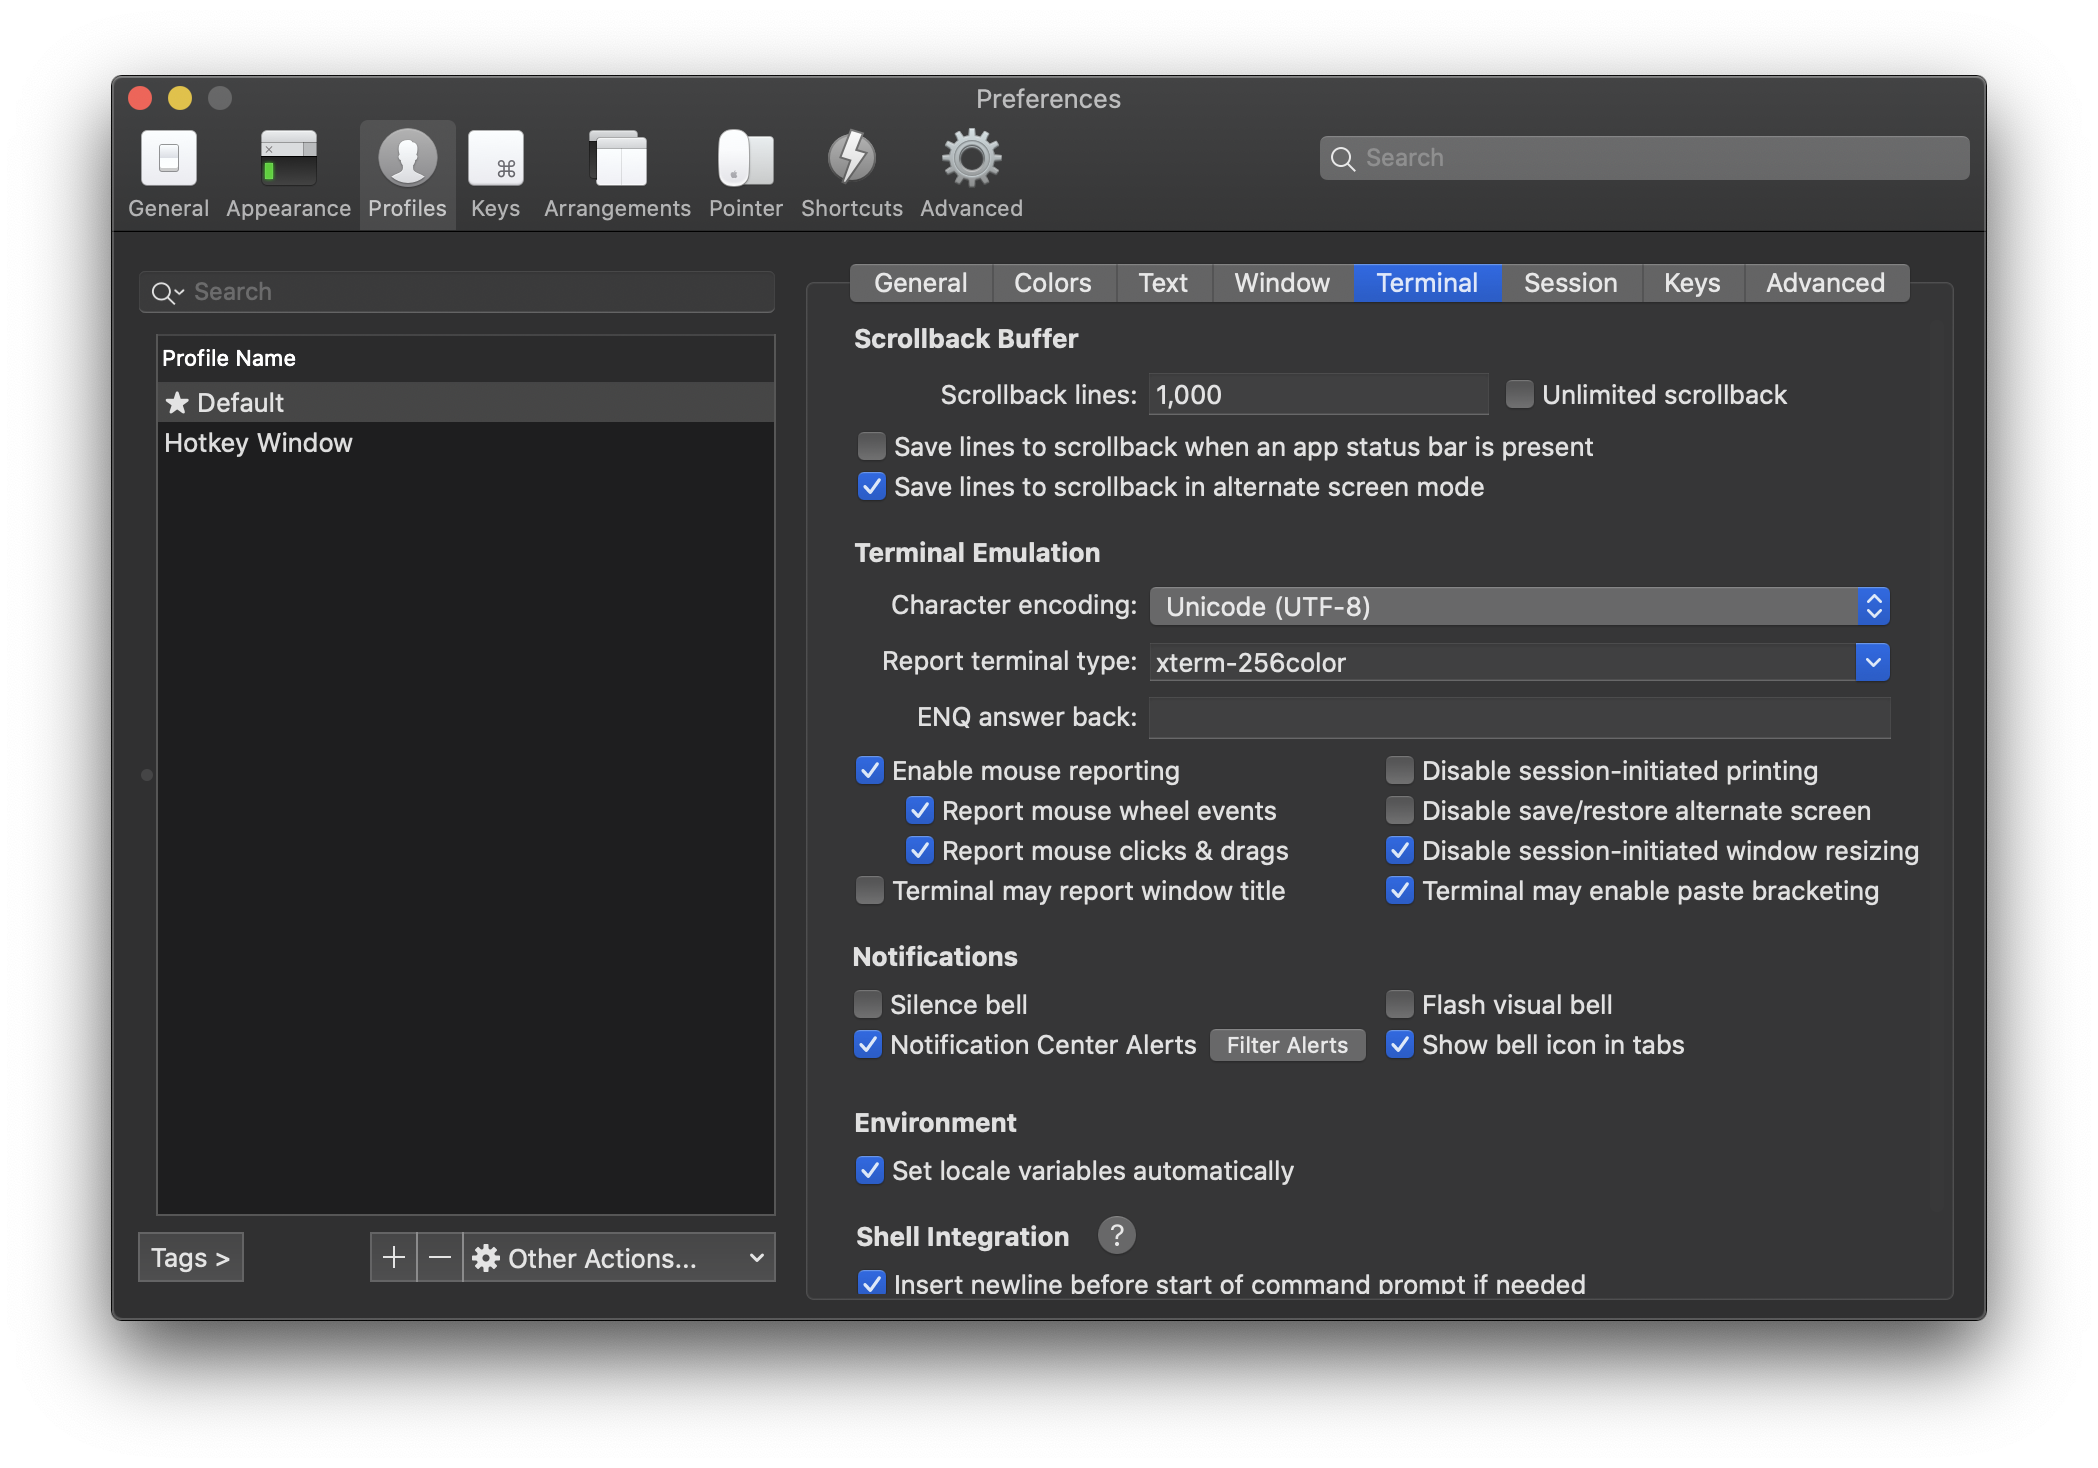 Preferences
General Appearance Profiles Keys Arrangements Pointer Shortcuts Advanced
Search
Search
Profile Name
★ Default
Hotkey Window
Tags >
+ − Other Actions...
General Colors Text Window Terminal Session Keys Advanced
Scrollback Buffer
Scrollback lines: 1,000 Unlimited scrollback
Save lines to scrollback when an app status bar is present
Save lines to scrollback in alternate screen mode
Terminal Emulation
Character encoding: Unicode (UTF-8)
Report terminal type: xterm-256color
ENQ answer back:
Enable mouse reporting Disable session-initiated printing
Report mouse wheel events Disable save/restore alternate screen
Report mouse clicks & drags Disable session-initiated window resizing
Terminal may report window title Terminal may enable paste bracketing
Notifications
Silence bell Flash visual bell
Notification Center Alerts Filter Alerts Show bell icon in tabs
Environment
Set locale variables automatically
Shell Integration ?
Insert newline before start of command prompt if needed